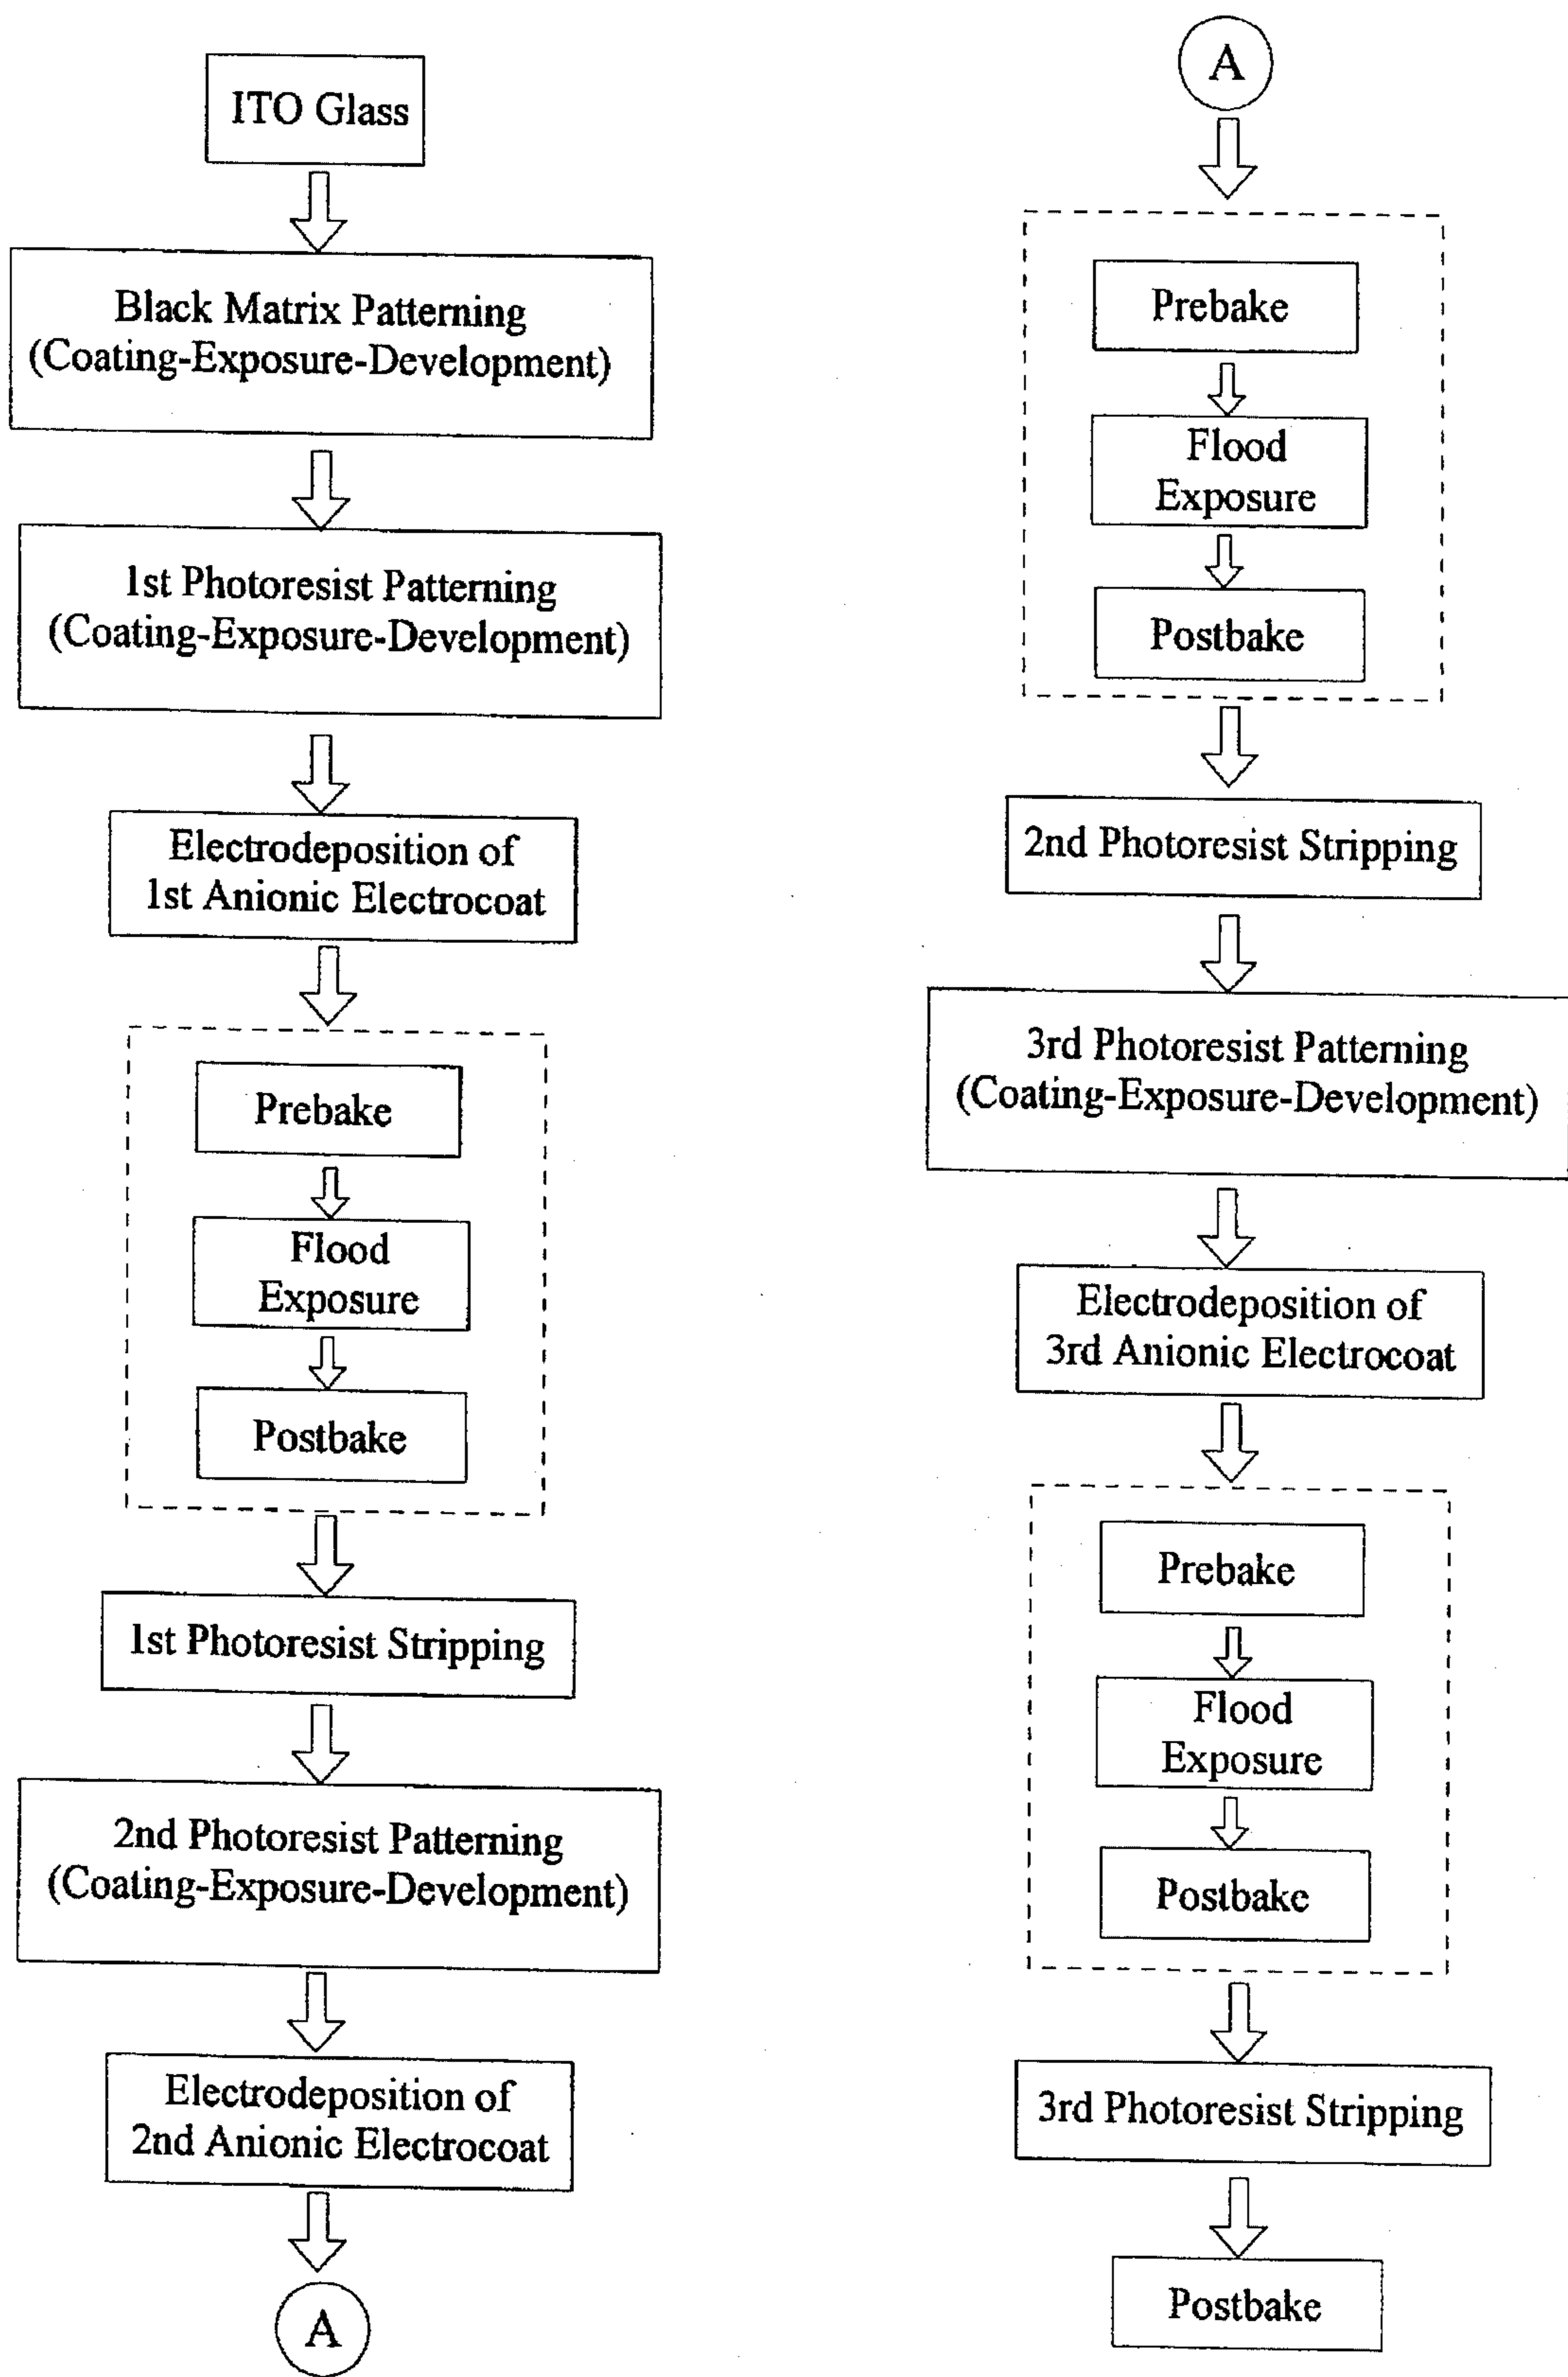 ITO Glass
Black Matrix Patterning
(Coating-Exposure-Development)
1st Photoresist Patterning
(Coating-Exposure-Development)
Electrodeposition of
1st Anionic Electrocoat
Prebake
Flood
Exposure
Postbake
1st Photoresist Stripping
2nd Photoresist Patterning
(Coating-Exposure-Development)
Electrodeposition of
2nd Anionic Electrocoat
A
A
Prebake
Flood
Exposure
Postbake
2nd Photoresist Stripping
3rd Photoresist Patterning
(Coating-Exposure-Development)
Electrodeposition of
3rd Anionic Electrocoat
Prebake
Flood
Exposure
Postbake
3rd Photoresist Stripping
Postbake